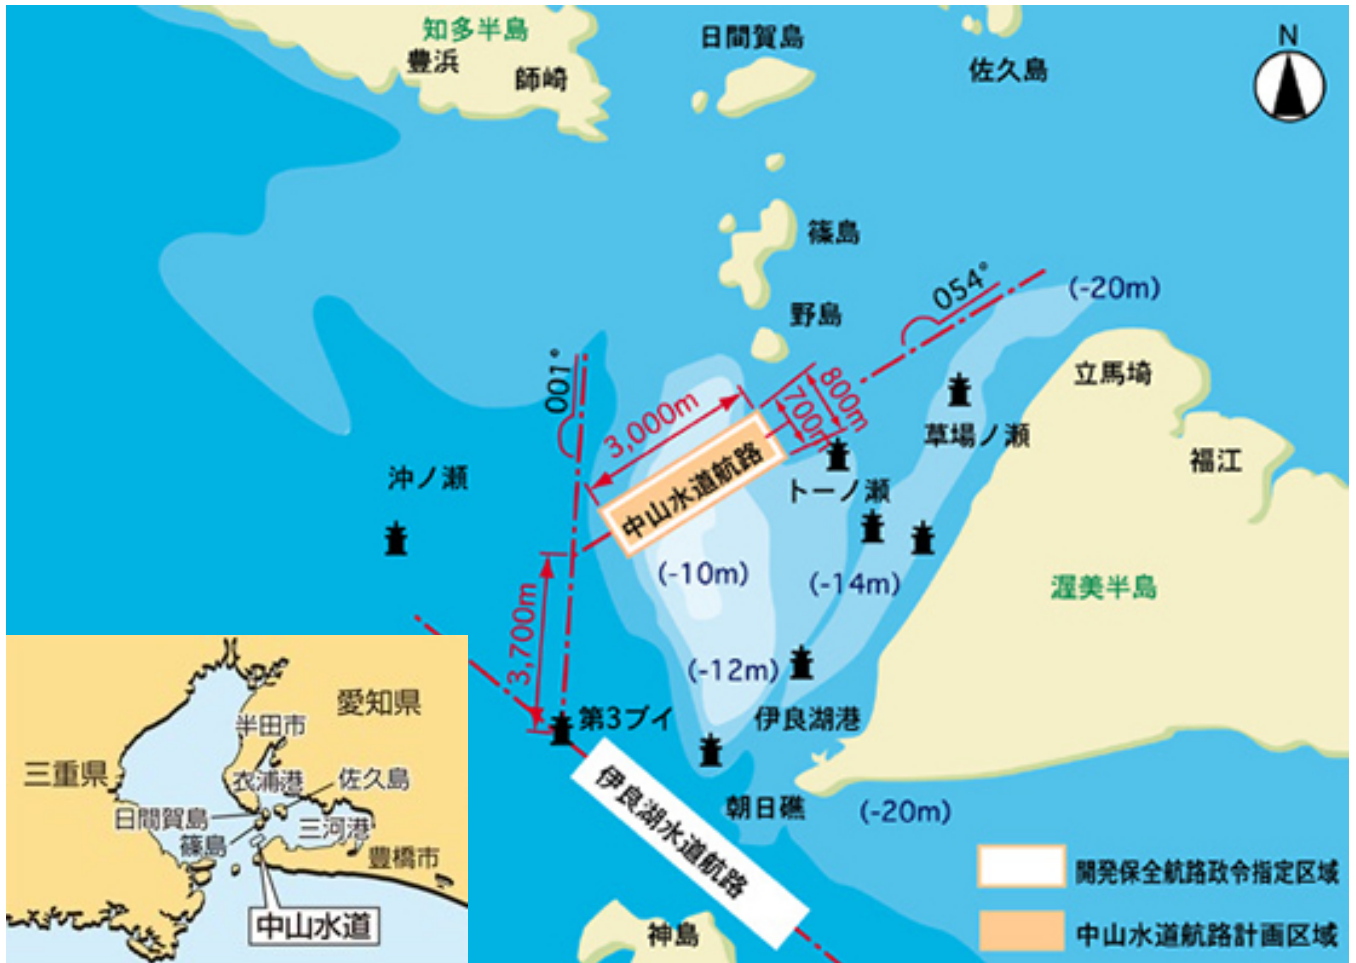 知多半島
豊浜
師崎
日間賀島
佐久島
N
篠島
野島
054°
(-20m)
001°
3,000m
800m
700m
立馬埼
草場ノ瀬
福江
沖ノ瀬
中山水道航路
トーノ瀬
(-10m)
(-14m)
渥美半島
3,700m
(-12m)
第3ブイ
伊良湖港
伊良湖水道航路
朝日礁
(-20m)
神島
愛知県
半田市
三重県
衣浦港
佐久島
日間賀島
三河港
篠島
豊橋市
中山水道
開発保全航路政令指定区域
中山水道航路計画区域